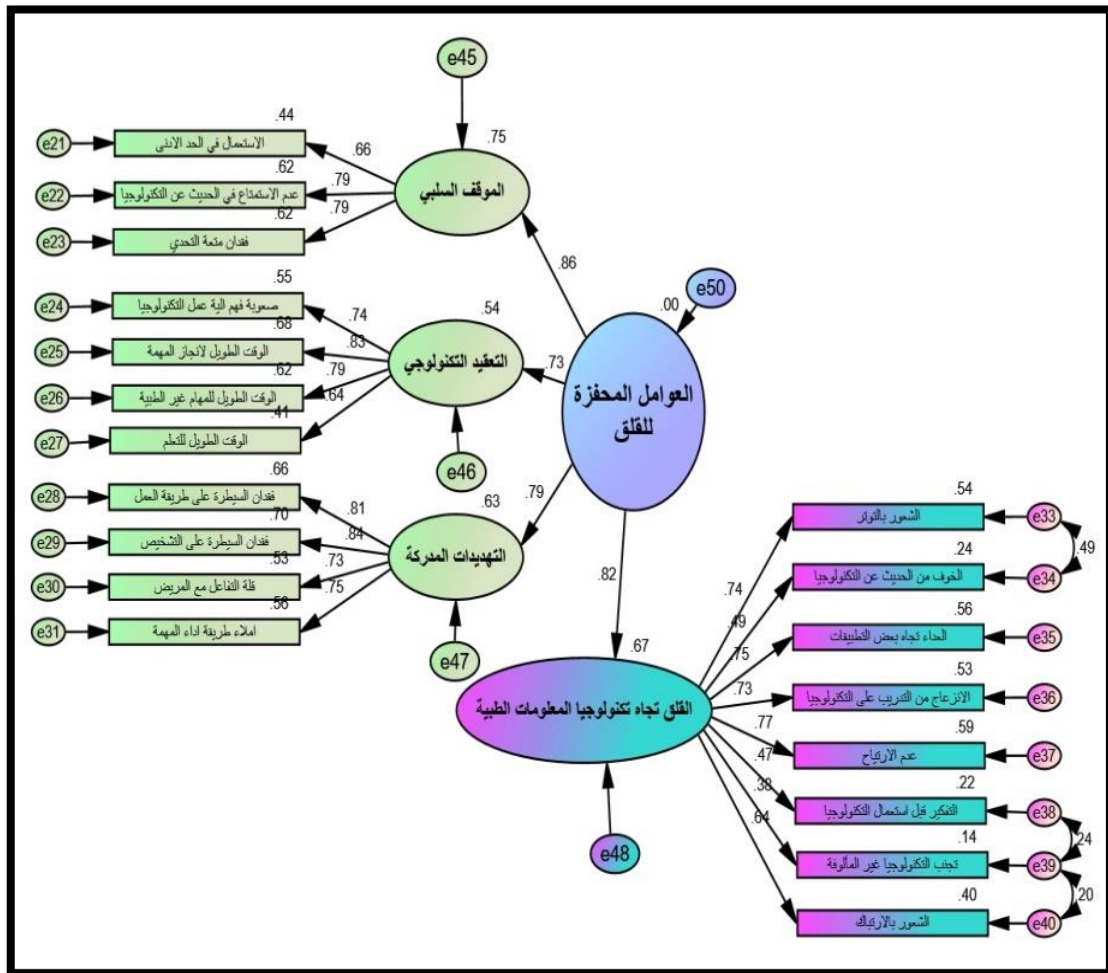 e45
.75
الموقف السلبي
.44
e21
الاستعمال في الحد الادنى
.66
.62
e22
عدم الاستمتاع في الحديث عن التكنولوجيا
.79
.62
e23
فقدان متعة التحدي
.79
.86
.55
e24
صعوبة فهم الية عمل التكنولوجيا
.74
.68
e25
الوقت الطويل لانجاز المهمة
.83
.62
e26
الوقت الطويل للمهام غير الطبية
.79
.41
e27
الوقت الطويل للتعلم
.64
.54
التعقيد التكنولوجي
e46
.73
.00
e50
العوامل المحفزة
للقلق
.66
e28
فقدان السيطرة على طريقة العمل
.81
.70
e29
فقدان السيطرة على التشخيص
.84
.53
e30
قلة التفاعل مع المريض
.73
.56
e31
املاء طريقة اداء المهمة
.75
.63
التهديدات المدركة
e47
.79
.82
.67
القلق تجاه تكنولوجيا المعلومات الطبية
e48
.54
الشعور بالتوتر
e33
.74
.49
.24
الخوف من الحديث عن التكنولوجيا
e34
.49
.56
العداء تجاه بعض التطبيقات
e35
.75
.53
الانزعاج من التدريب على التكنولوجيا
e36
.73
.59
عدم الارتياح
e37
.77
.22
التفكير قبل استعمال التكنولوجيا
e38
.47
.24
.14
تجنب التكنولوجيا غير المألوفة
e39
.38
.20
.40
الشعور بالارتباك
e40
.64